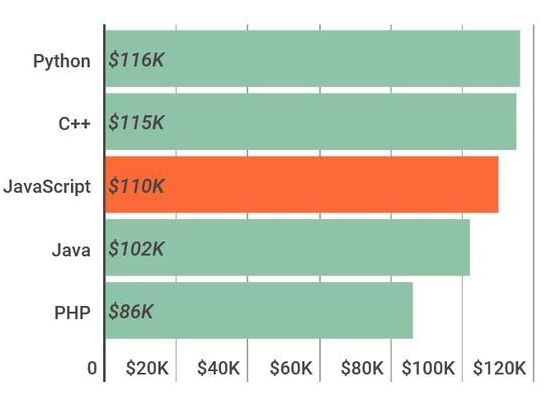 Python $116K
C++ $115K
JavaScript $110K
Java $102K
PHP $86K
0 $20K $40K $60K $80K $100K $120K